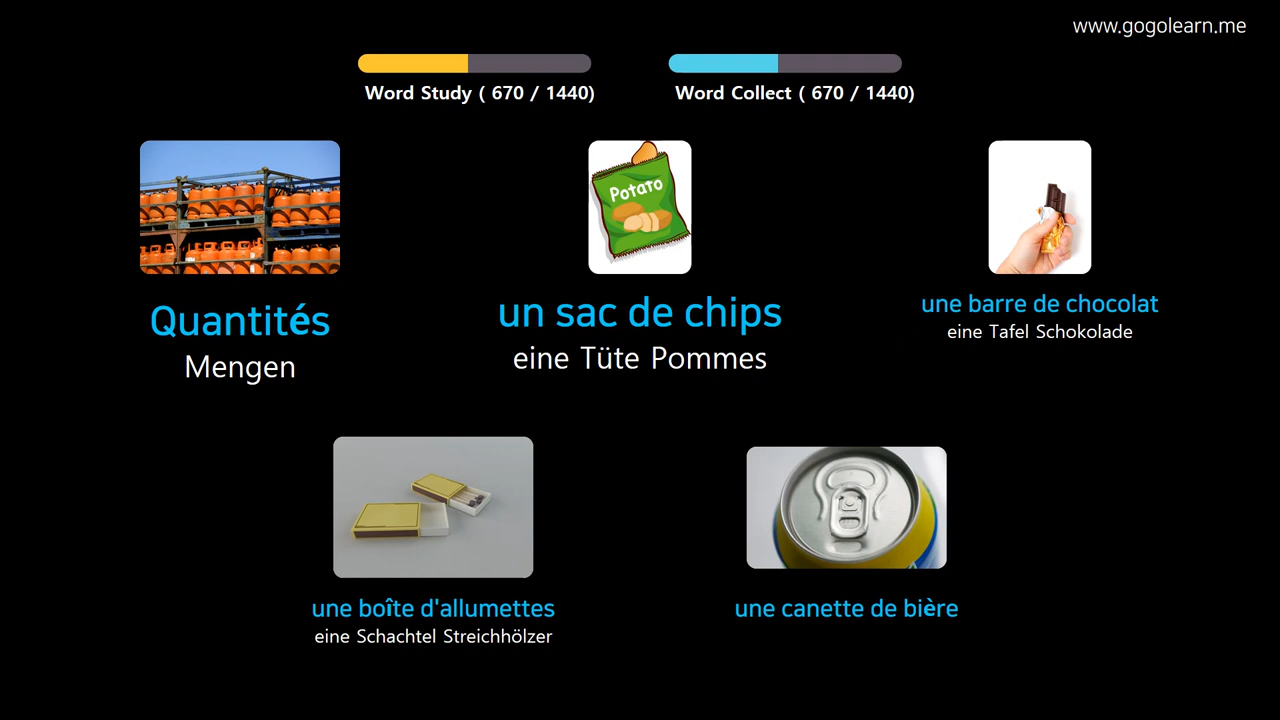 www.gogolearn.me
Word Study ( 670 / 1440)
Word Collect ( 670 / 1440)
Potato
Quantités
Mengen
un sac de chips
eine Tüte Pommes
une barre de chocolat
eine Tafel Schokolade
une boîte d'allumettes
eine Schachtel Streichhölzer
une canette de bière